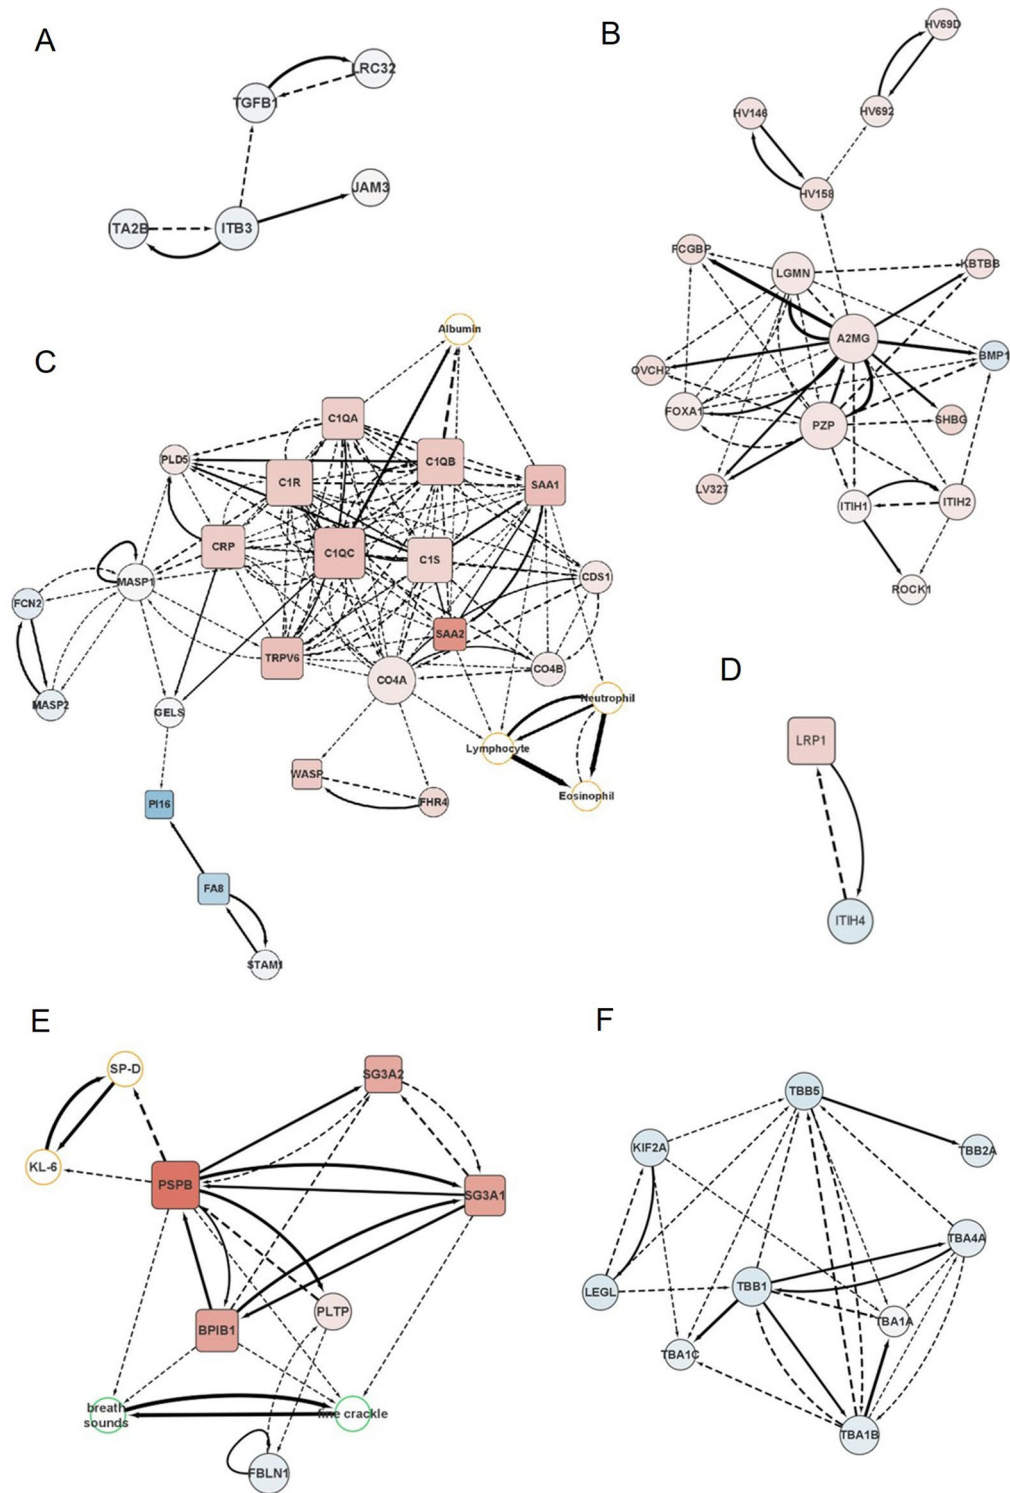 A
LRC32
TGFB1
JAM3
ITA2B
ITB3
B
HV69D
HV146
HV692
HV158
FCGBP
LGMN
KBTBB
A2MG
BMP1
OVCH2
FOXA1
PZP
SHBG
LV327
ITIH1
ITIH2
ROCK1
C
Albumin
C1QA
PLD5
C1QB
C1R
SAA1
CRP
C1QC
C1S
MASP1
CDS1
FCN2
SAA2
TRPV6
CO4A
CO4B
MASP2
GELS
Neutrophil
Lymphocyte
WASP
Eosinophil
PI16
FHR4
FA8
STAM1
D
LRP1
ITIH4
E
SP-D
SG3A2
KL-6
PSPB
SG3A1
PLTP
BPIB1
breath
sounds
fine crackle
FBLN1
F
TBB5
KIF2A
TBB2A
TBA4A
LEGL
TBB1
TBA1A
TBA1C
TBA1B